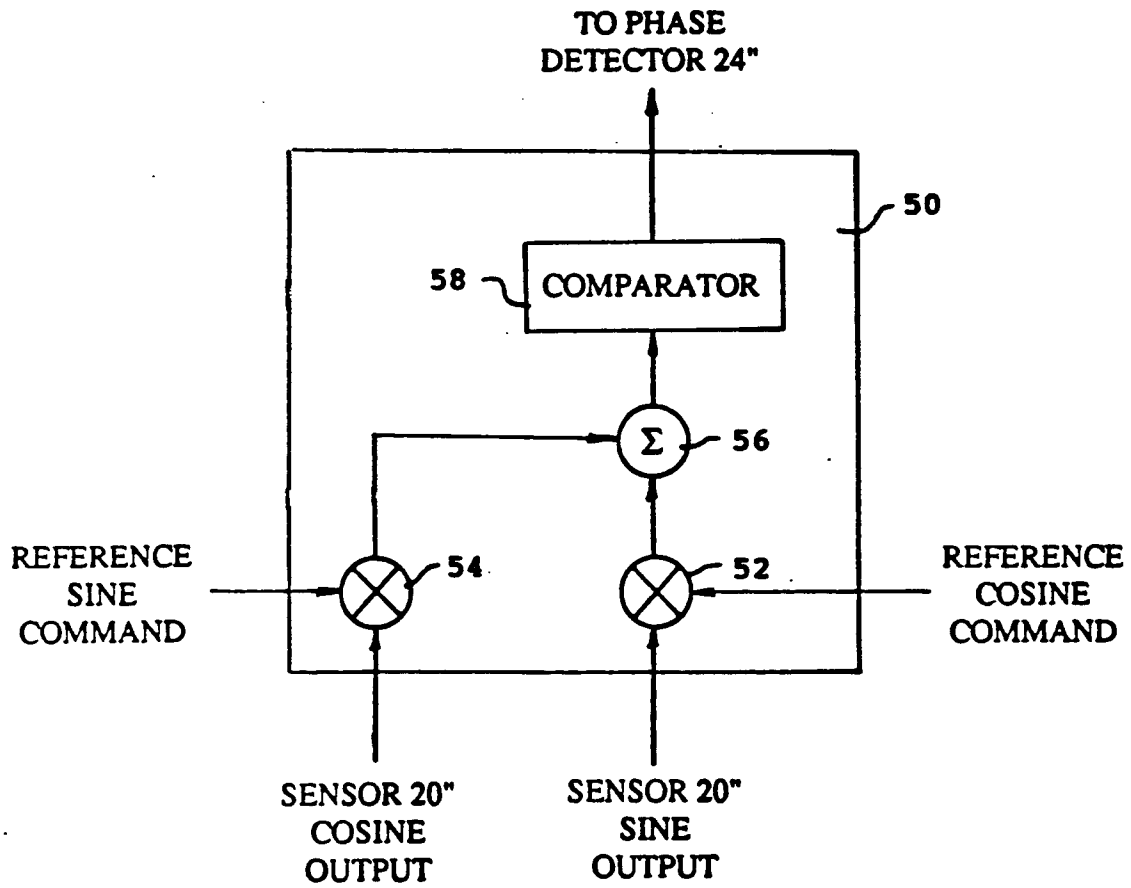 TO PHASE
DETECTOR 24"
50
58
COMPARATOR
Σ
56
REFERENCE
SINE
COMMAND
54
52
REFERENCE
COSINE
COMMAND
SENSOR 20"
COSINE
OUTPUT
SENSOR 20"
SINE
OUTPUT